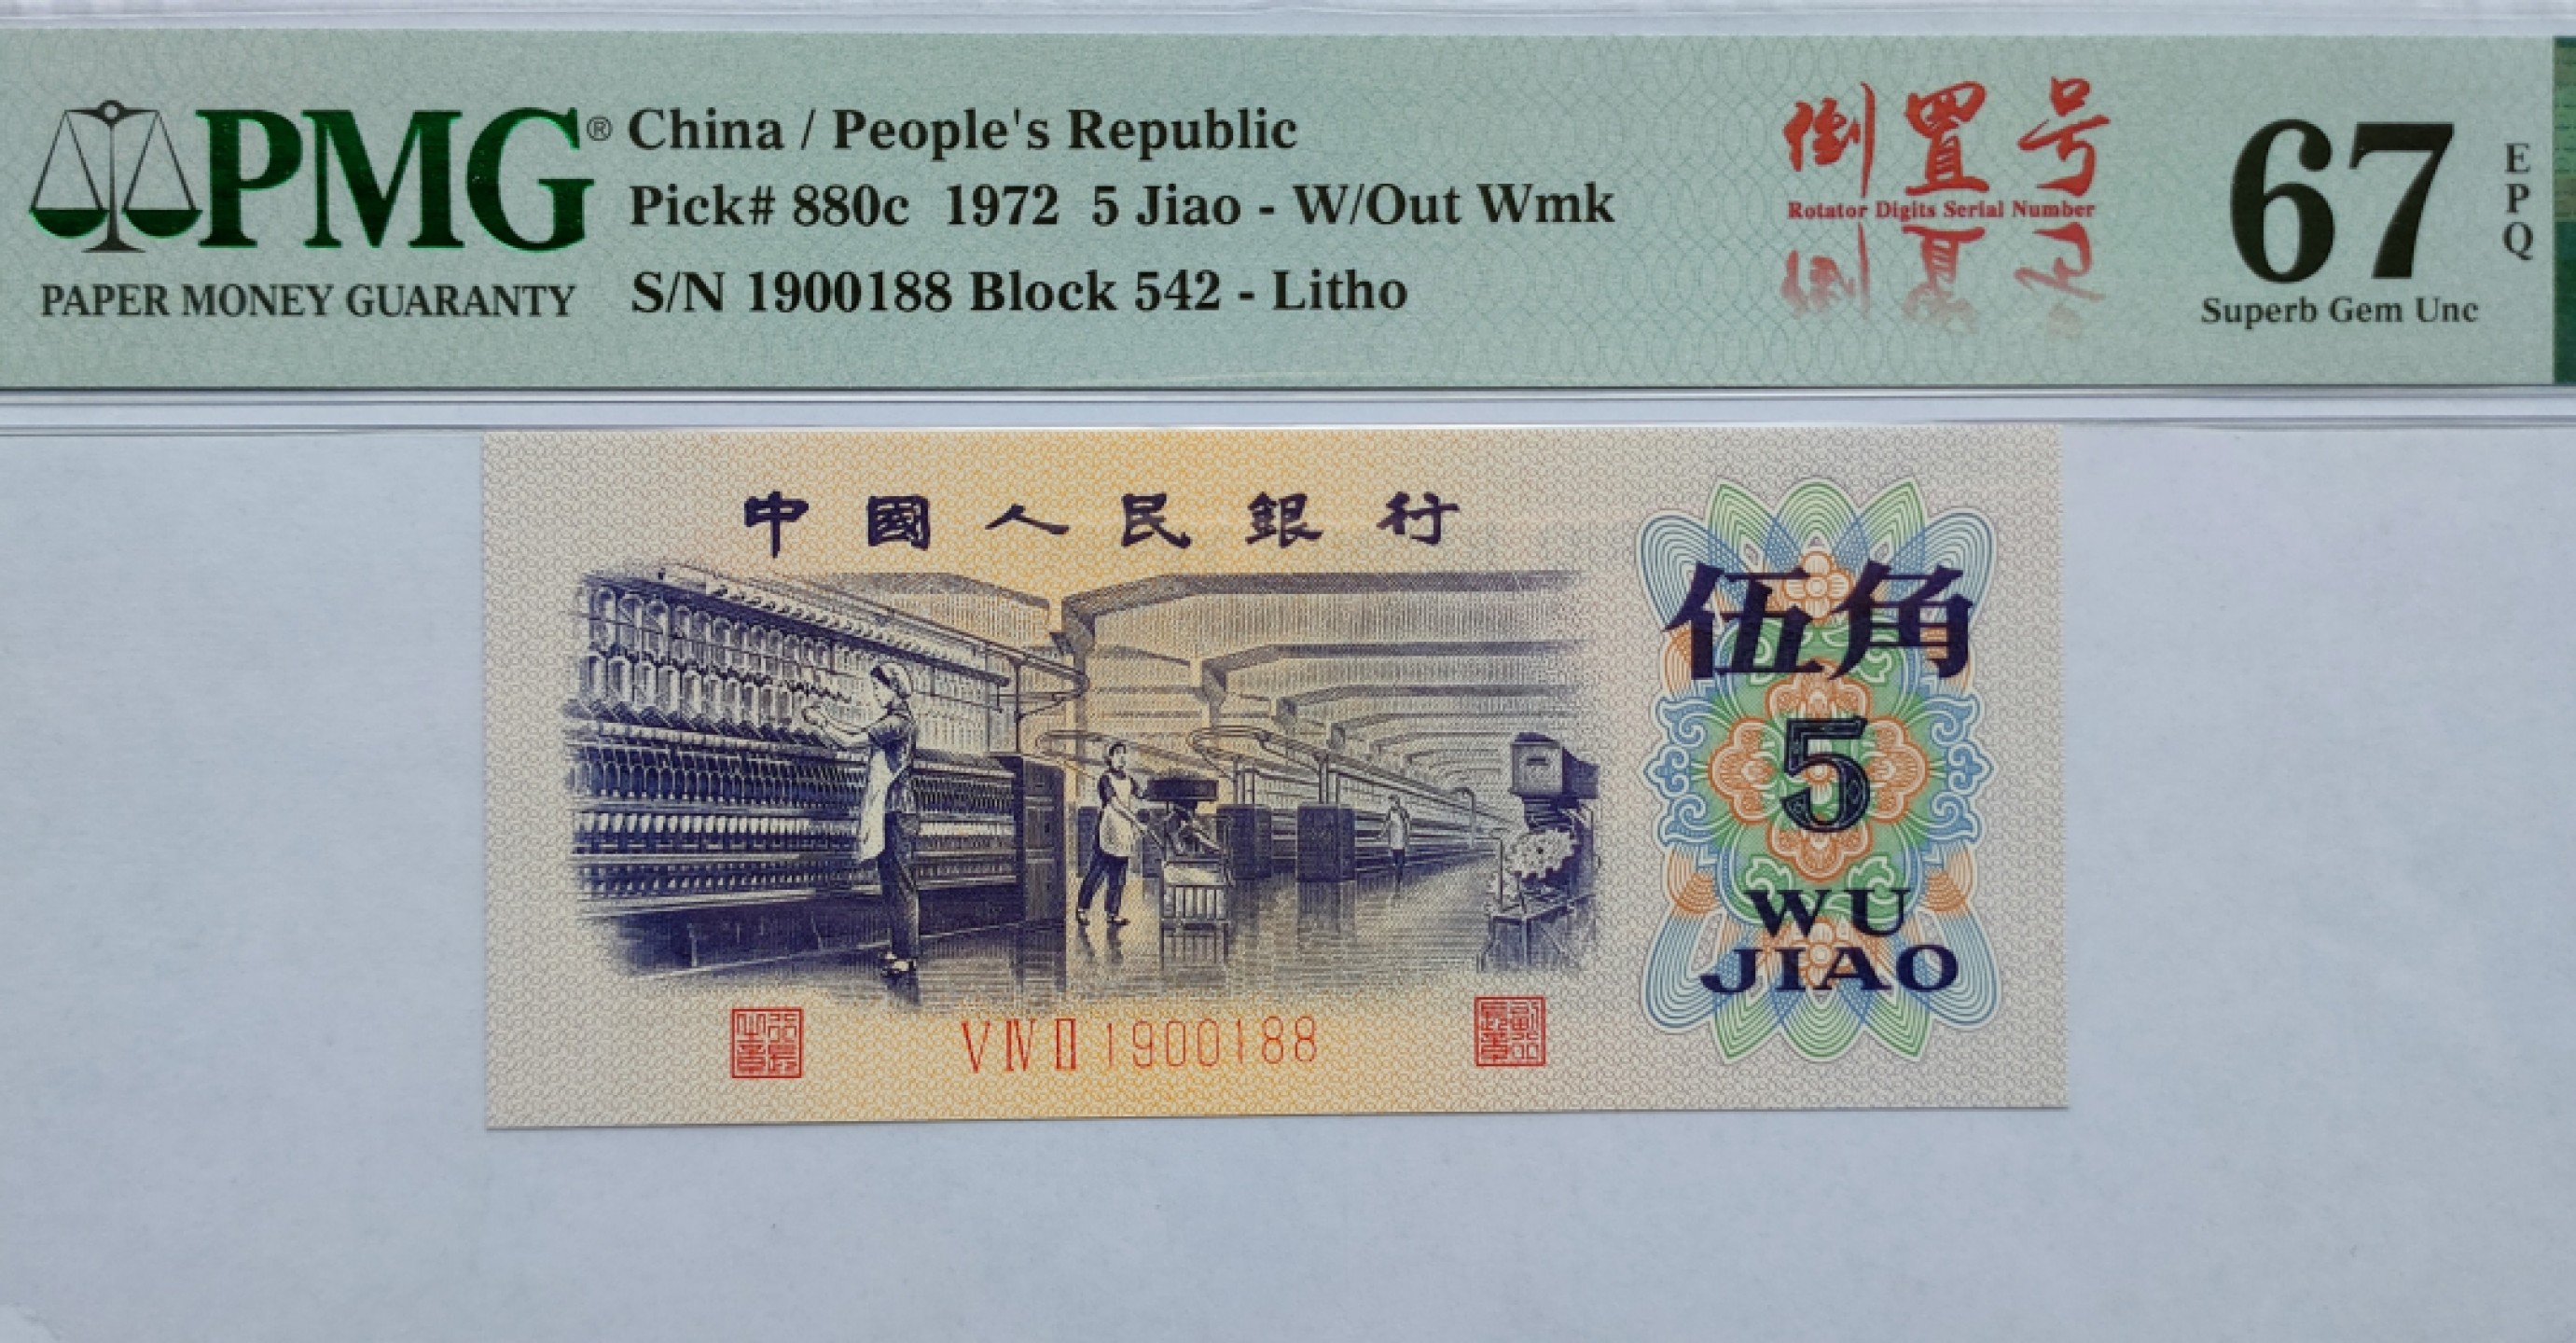 PMG®
PAPER MONEY GUARANTY
China / People's Republic
Pick# 880c 1972 5 Jiao - W/Out Wmk
S/N 1900188 Block 542 - Litho
倒置号
Rotator Digits Serial Number
67
EPQ
Superb Gem Unc
中國人民銀行
伍角
5
WU
JIAO
V IV II 1900188